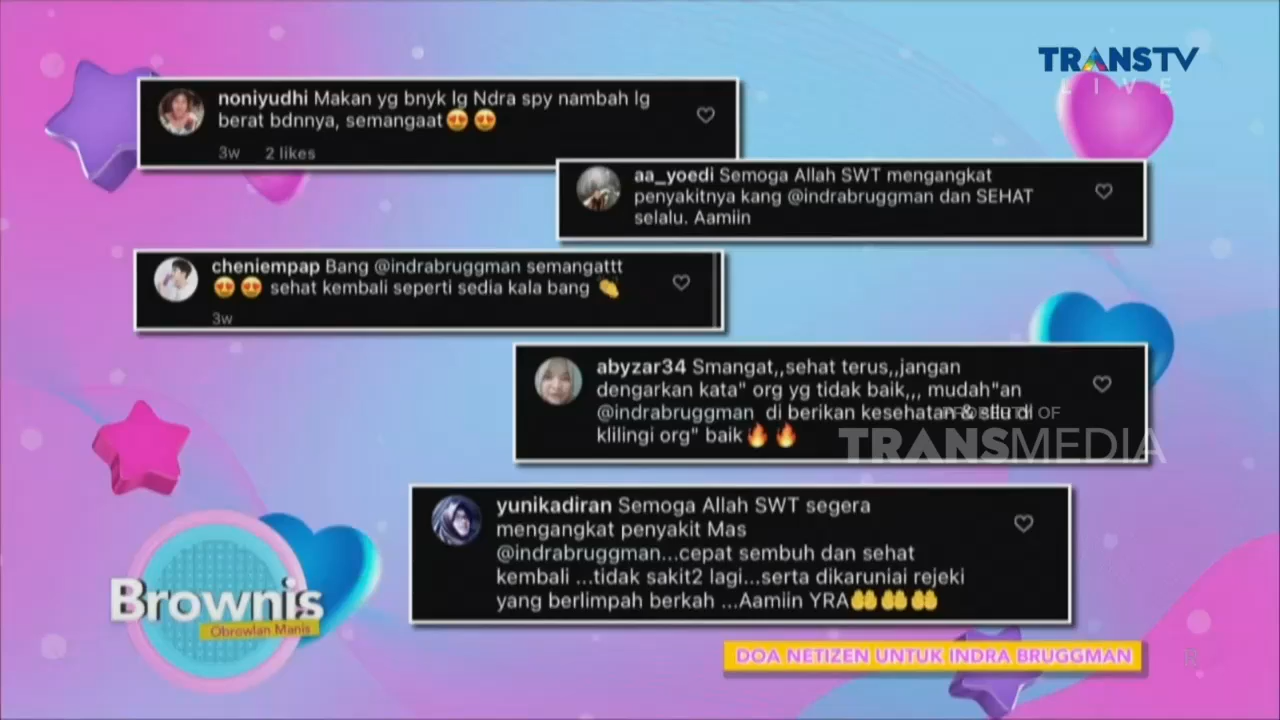 TRANSTV
LIVE
noniyudhi Makan yg bnyk lg Ndra spy nambah lg
berat bdnnya, semangaat😍😍
3w 2 likes
aa_yoedi Semoga Allah SWT mengangkat
penyakitnya kang @indrabruggman dan SEHAT
selalu. Aamiin
cheniempap Bang @indrabruggman semangattt
😍😍 sehat kembali seperti sedia kala bang 👏
3w
abyzar34 Smangat,,sehat terus,,jangan
dengarkan kata" org yg tidak baik,,, mudah"an
@indrabruggman di berikan kesehatan & sllu di
klilingi org" baik🔥🔥
PROPERTY OF
TRANSMEDIA
yunikadiran Semoga Allah SWT segera
mengangkat penyakit Mas
@indrabruggman...cepat sembuh dan sehat
kembali ...tidak sakit2 lagi...serta dikaruniai rejeki
yang berlimpah berkah ...Aamiin YRA🤲🤲🤲
Brownis
Obrowlan Manis
DOA NETIZEN UNTUK INDRA BRUGGMAN
R